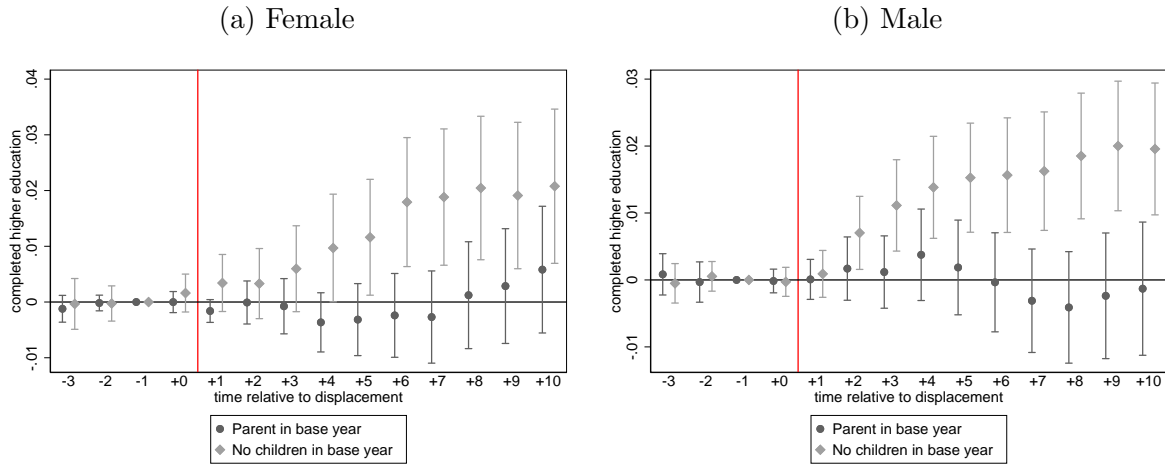 (a) Female
(b) Male
completed higher education
.04
.03
.02
.01
0
-.01
-3 -2 -1 +0 +1 +2 +3 +4 +5 +6 +7 +8 +9 +10
time relative to displacement
Parent in base year
No children in base year
completed higher education
.03
.02
.01
0
-.01
-3 -2 -1 +0 +1 +2 +3 +4 +5 +6 +7 +8 +9 +10
time relative to displacement
Parent in base year
No children in base year